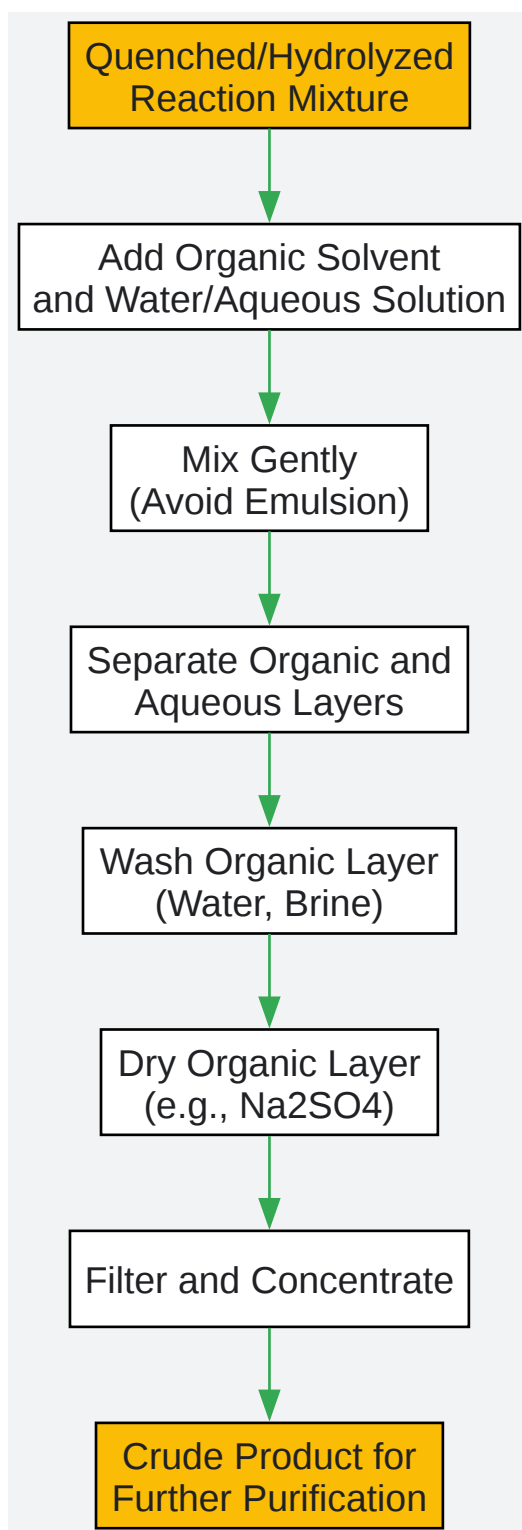 Quenched/Hydrolyzed
Reaction Mixture
Add Organic Solvent
and Water/Aqueous Solution
Mix Gently
(Avoid Emulsion)
Separate Organic and
Aqueous Layers
Wash Organic Layer
(Water, Brine)
Dry Organic Layer
(e.g., Na2SO4)
Filter and Concentrate
Crude Product for
Further Purification